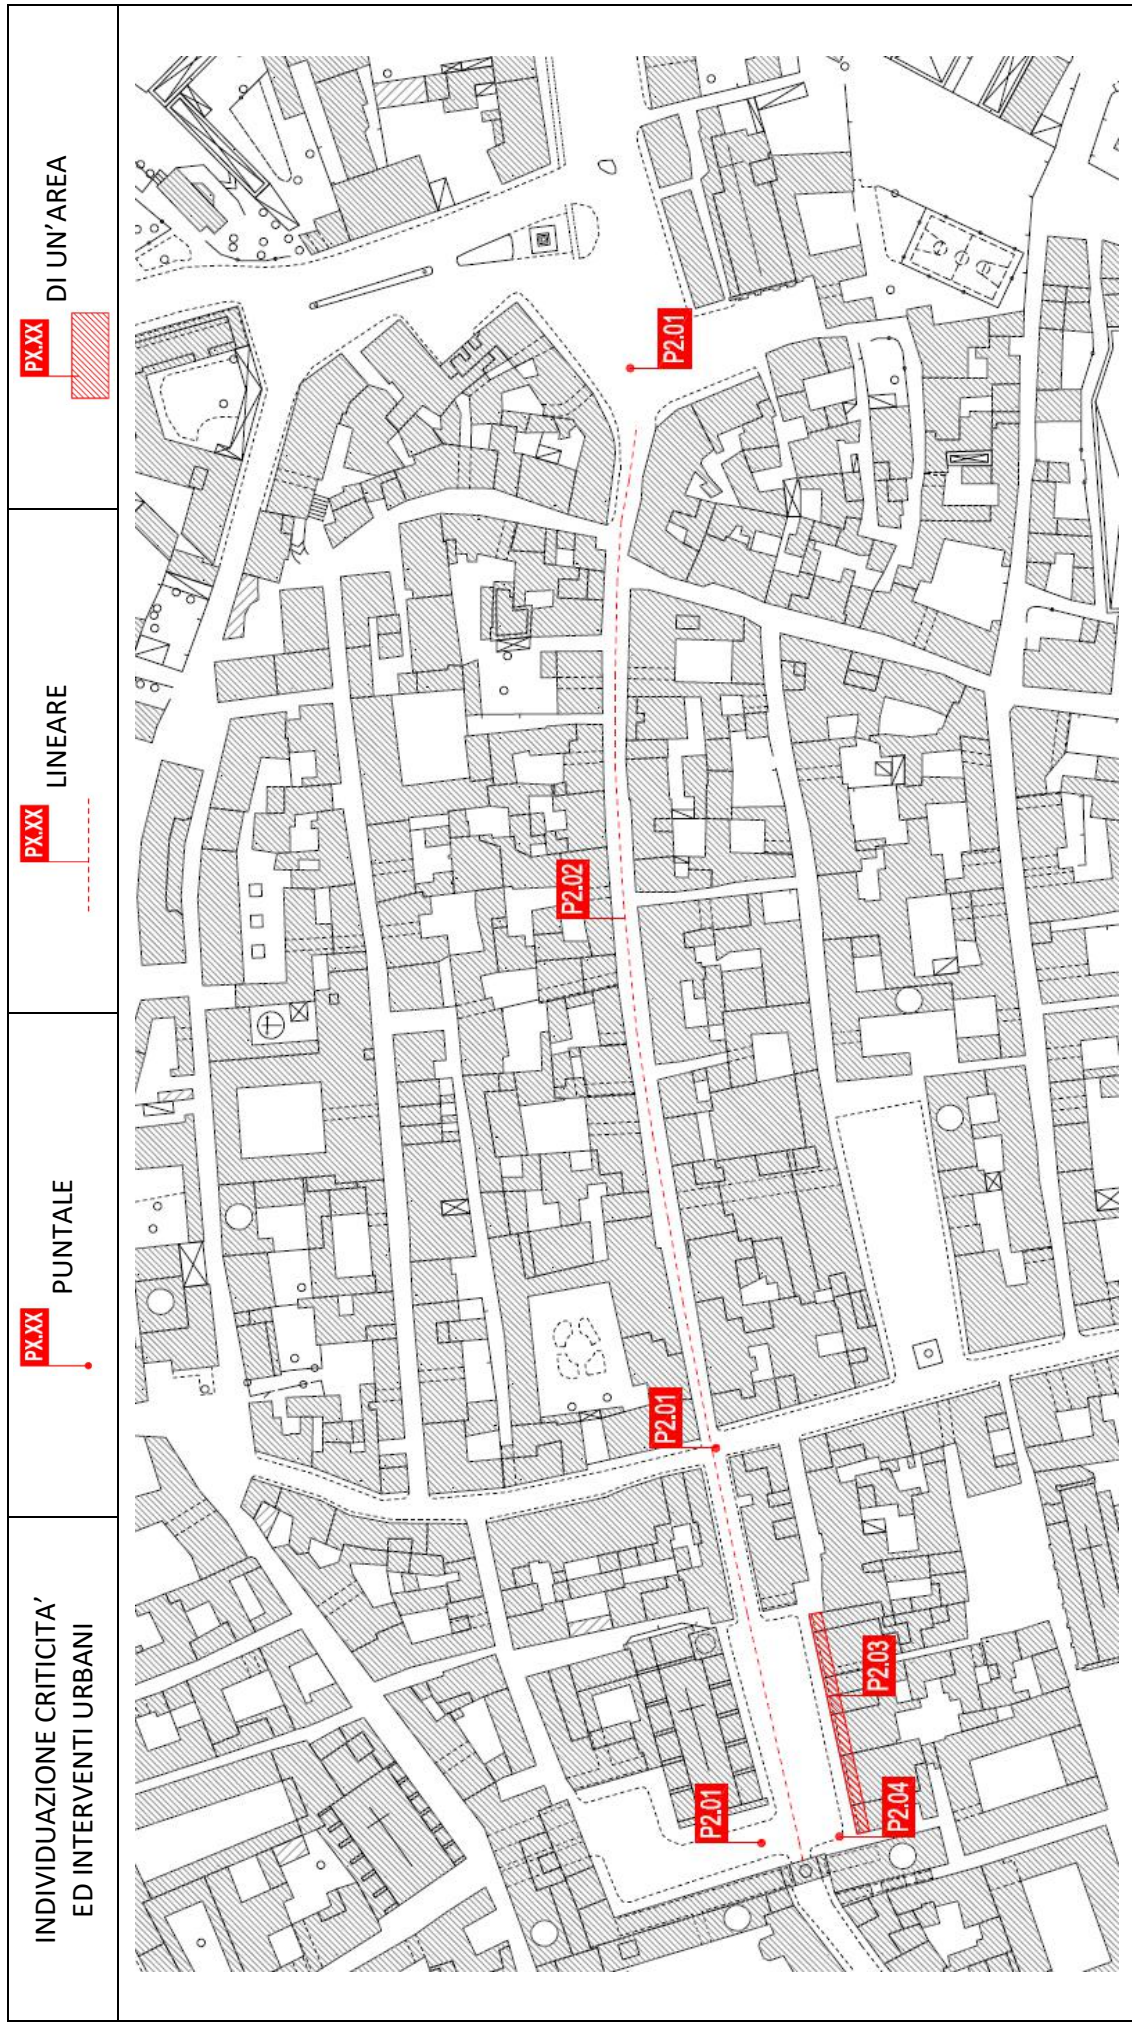 INDIVIDUAZIONE CRITICITA’
ED INTERVENTI URBANI
PX.XX
PUNTALE
PX.XX
LINEARE
PX.XX
DI UN’AREA
P2.01
P2.02
P2.01
P2.03
P2.01
P2.04